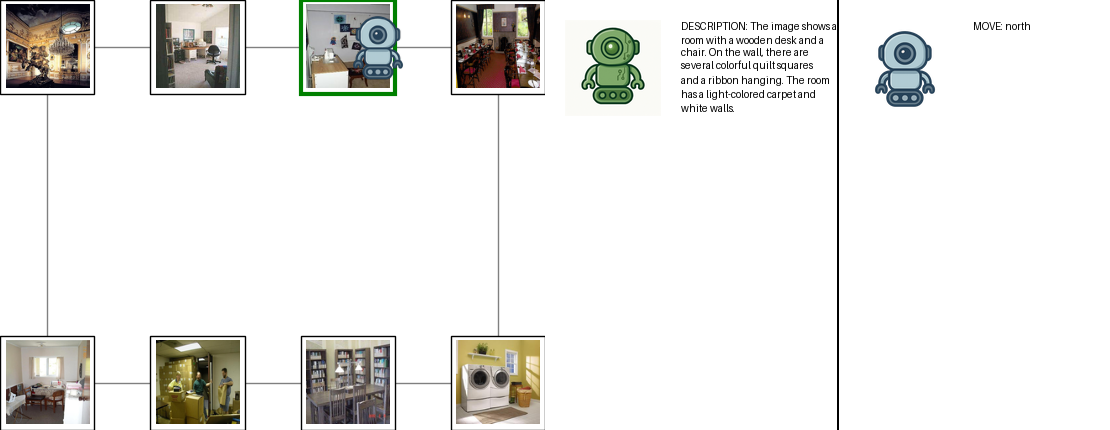 DESCRIPTION: The image shows a
room with a wooden desk and a
chair. On the wall, there are
several colorful quilt squares
and a ribbon hanging. The room
has a light-colored carpet and
white walls.
MOVE: north